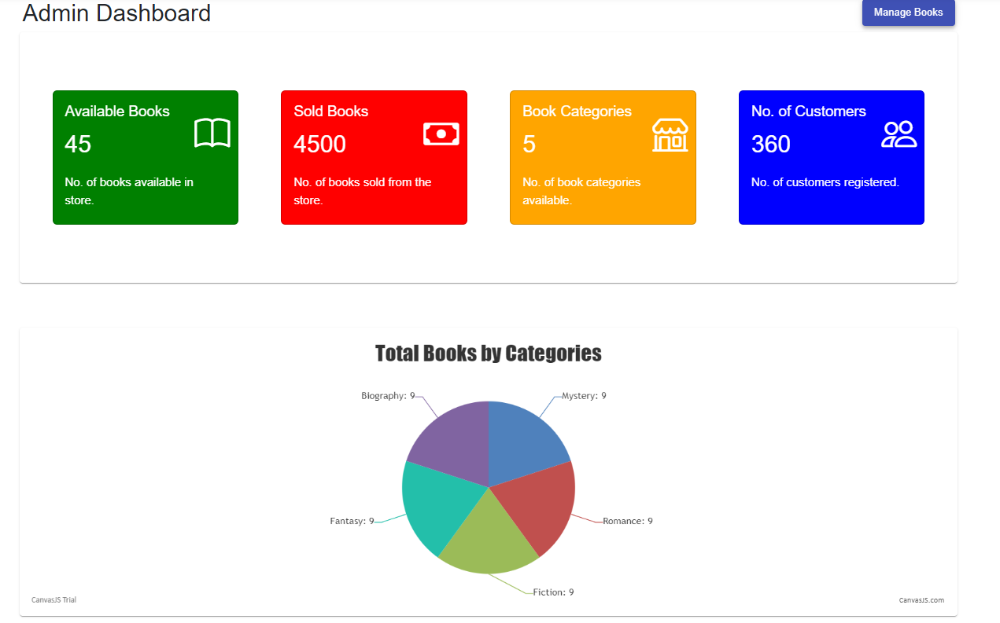 Admin Dashboard
Manage Books
Available Books
45
No. of books available in
store.
Sold Books
4500
No. of books sold from the
store.
Book Categories
5
No. of book categories
available.
No. of Customers
360
No. of customers registered.
Total Books by Categories
Biography: 9
Mystery: 9
Fantasy: 9
Romance: 9
Fiction: 9
CanvasJS Trial
CanvasJS.com